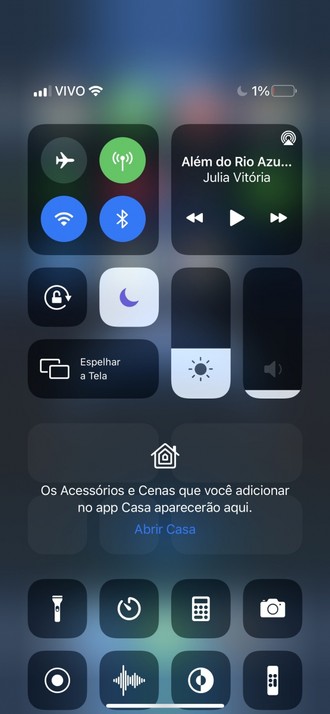 VIVO 1%
Além do Rio Azu...
Julia Vitória
Espelhar
a Tela
Os Acessórios e Cenas que você adicionar
no app Casa aparecerão aqui.
Abrir Casa